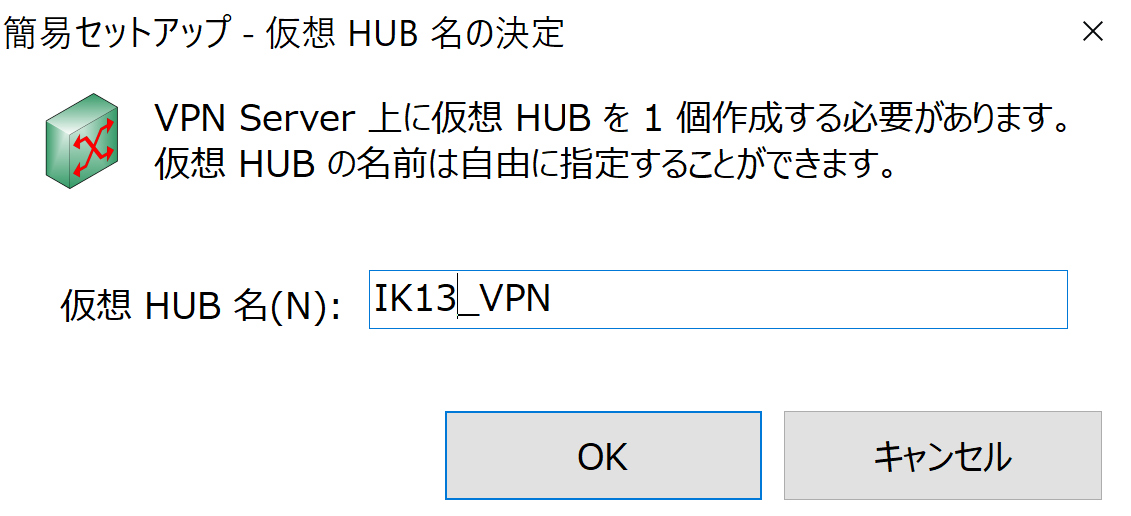 簡易セットアップ - 仮想 HUB 名の決定
VPN Server 上に仮想 HUB を 1 個作成する必要があります。
仮想 HUB の名前は自由に指定することができます。
仮想 HUB 名(N): IK13_VPN
OK キャンセル